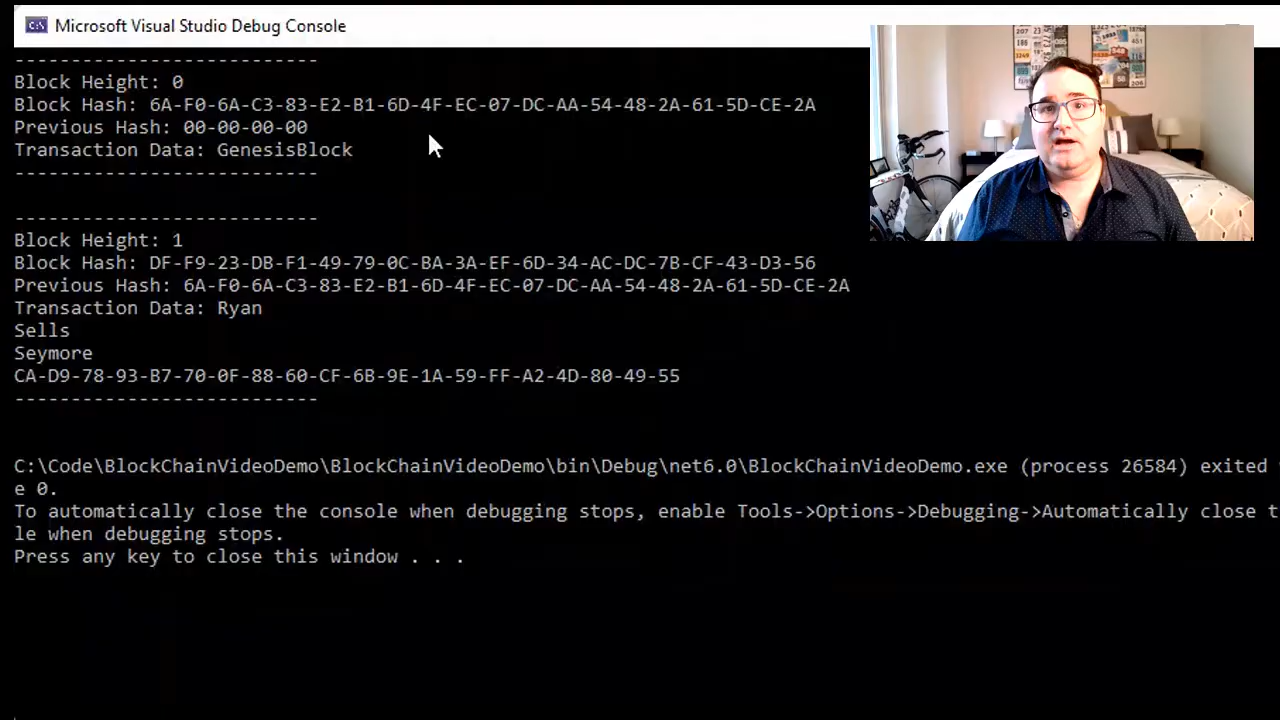 Microsoft Visual Studio Debug Console
---------------------------
Block Height: 0
Block Hash: 6A-F0-6A-C3-83-E2-B1-6D-4F-EC-07-DC-AA-54-48-2A-61-5D-CE-2A
Previous Hash: 00-00-00-00
Transaction Data: GenesisBlock
---------------------------
---------------------------
Block Height: 1
Block Hash: DF-F9-23-DB-F1-49-79-0C-BA-3A-EF-6D-34-AC-DC-7B-CF-43-D3-56
Previous Hash: 6A-F0-6A-C3-83-E2-B1-6D-4F-EC-07-DC-AA-54-48-2A-61-5D-CE-2A
Transaction Data: Ryan
Sells
Seymore
CA-D9-78-93-B7-70-0F-88-60-CF-6B-9E-1A-59-FF-A2-4D-80-49-55
---------------------------
C:\Code\BlockChainVideoDemo\BlockChainVideoDemo\bin\Debug\net6.0\BlockChainVideoDemo.exe (process 26584) exited
e 0.
To automatically close the console when debugging stops, enable Tools->Options->Debugging->Automatically close t
le when debugging stops.
Press any key to close this window . . .